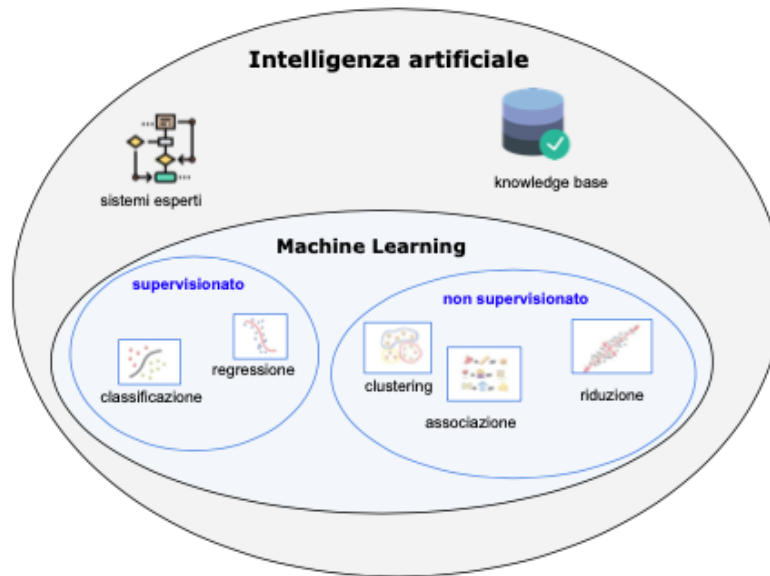 Intelligenza artificiale
sistemi esperti
knowledge base
Machine Learning
supervisionato
non supervisionato
classificazione
regressione
clustering
associazione
riduzione